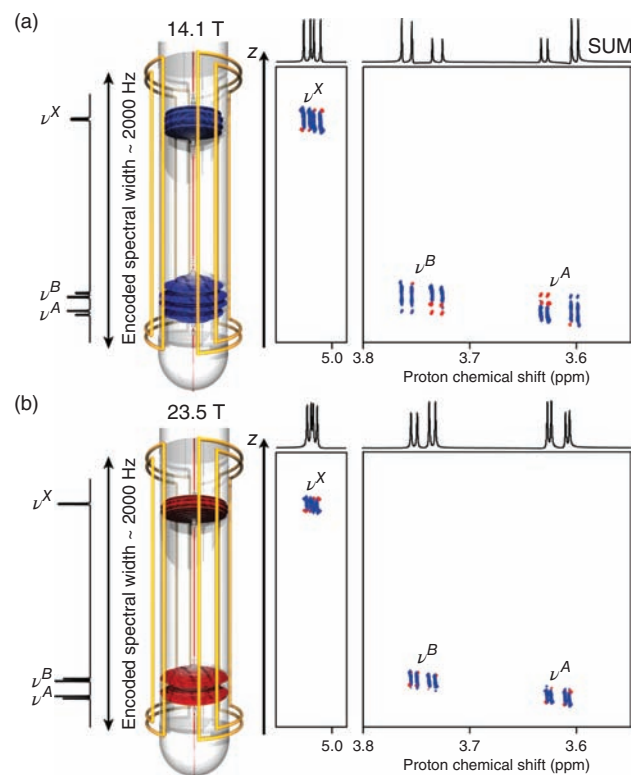 (a)
14.1 T
z
SUM
Encoded spectral width ~ 2000 Hz
ν^X
ν^B
ν^A
ν^X
ν^B
ν^A
5.0
3.8
3.7
3.6
Proton chemical shift (ppm)
(b)
23.5 T
z
Encoded spectral width ~ 2000 Hz
ν^X
ν^B
ν^A
ν^X
ν^B
ν^A
5.0
3.8
3.7
3.6
Proton chemical shift (ppm)